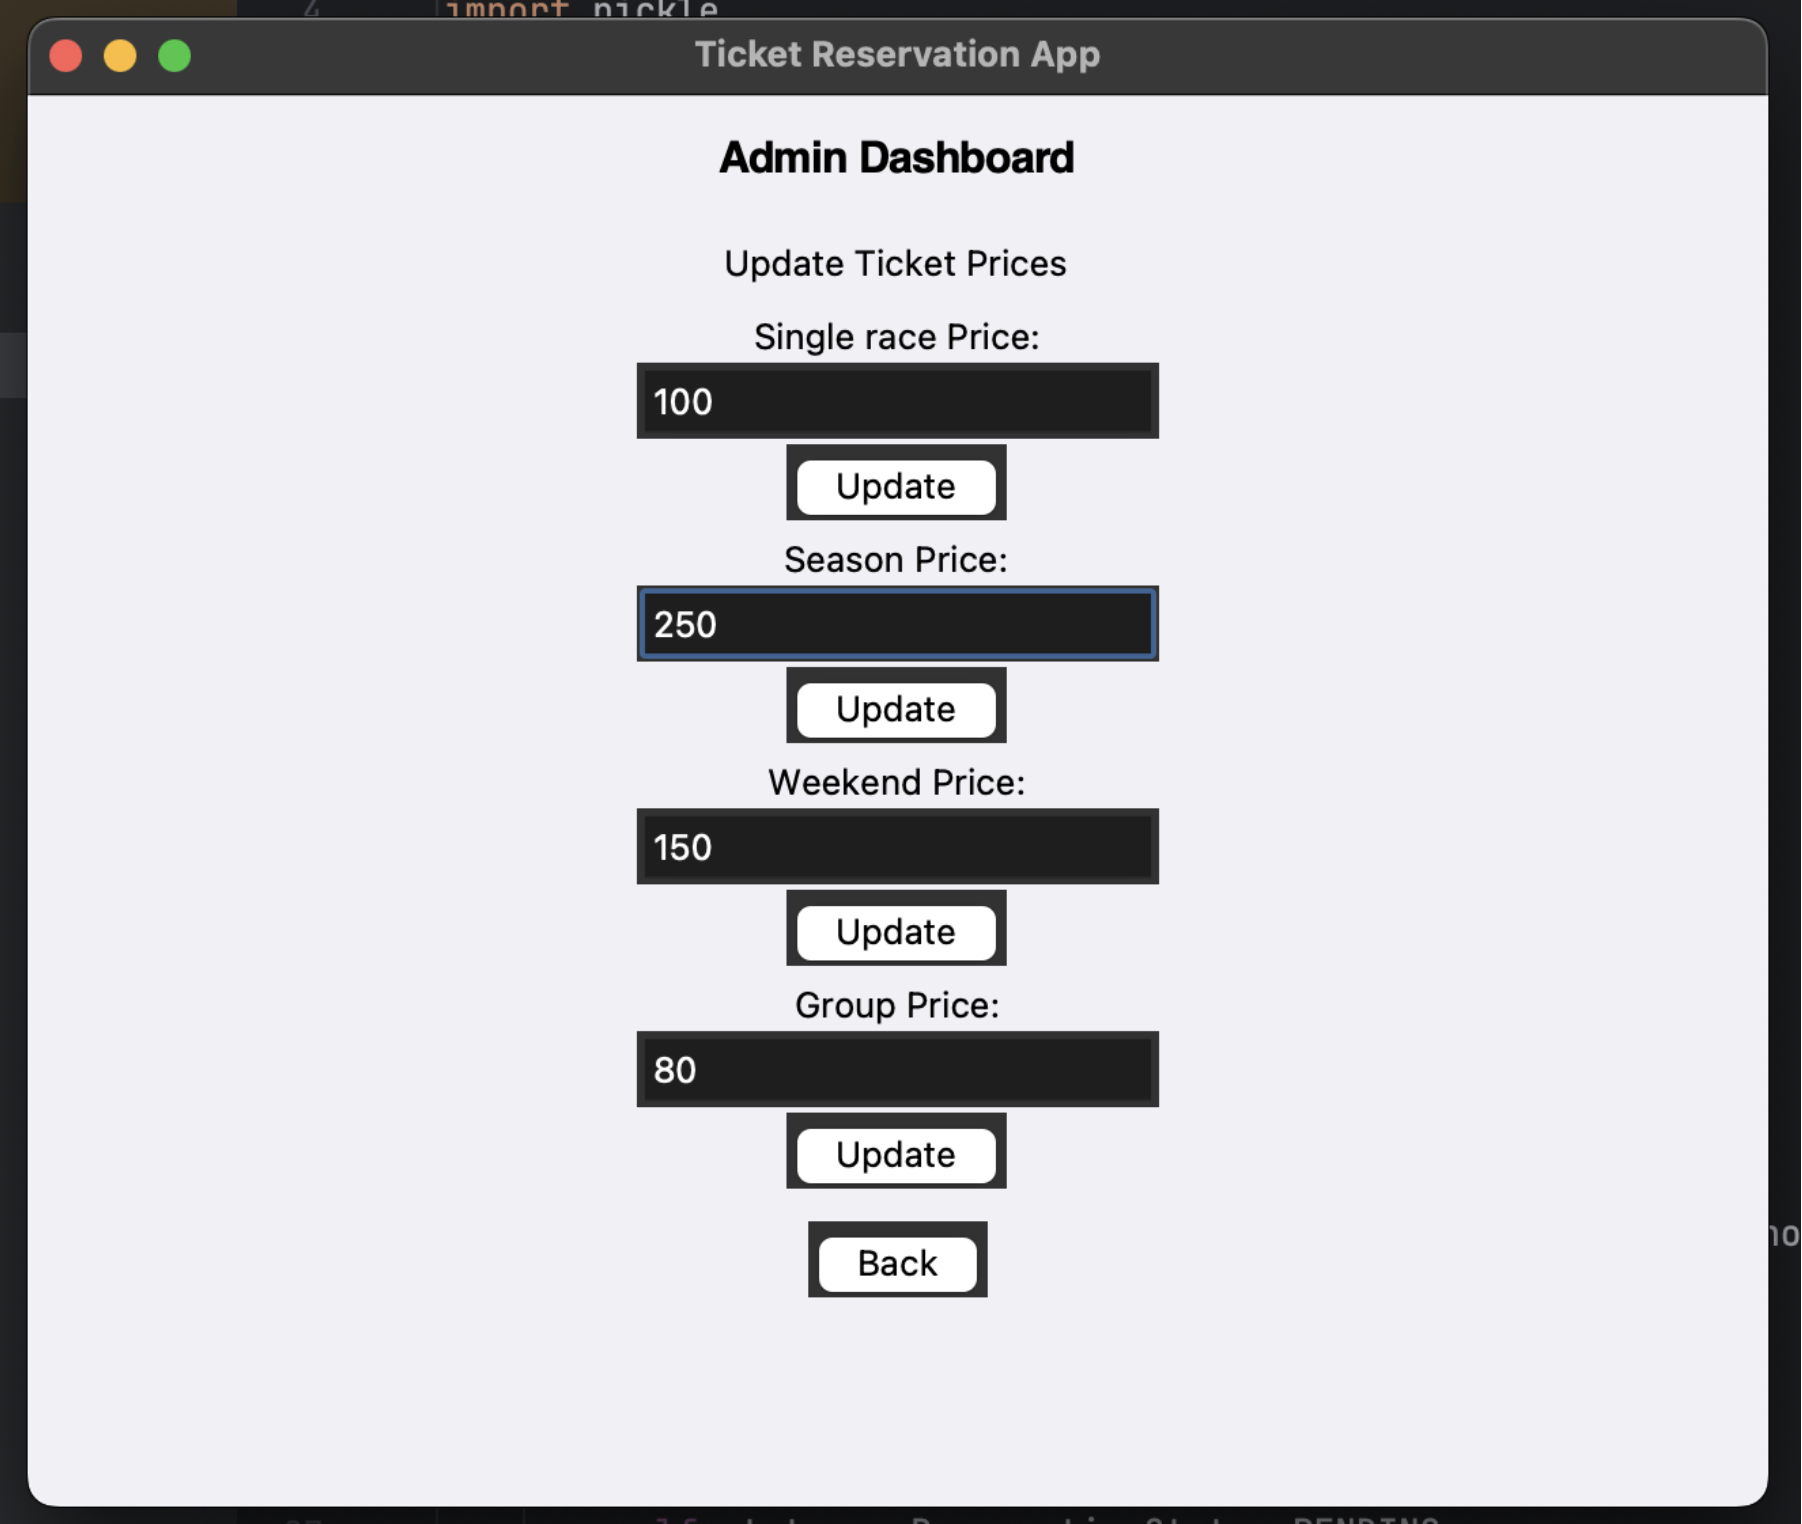 4 import pickle
Ticket Reservation App
Admin Dashboard
Update Ticket Prices
Single race Price:
100
Update
Season Price:
250
Update
Weekend Price:
150
Update
Group Price:
80
Update
Back